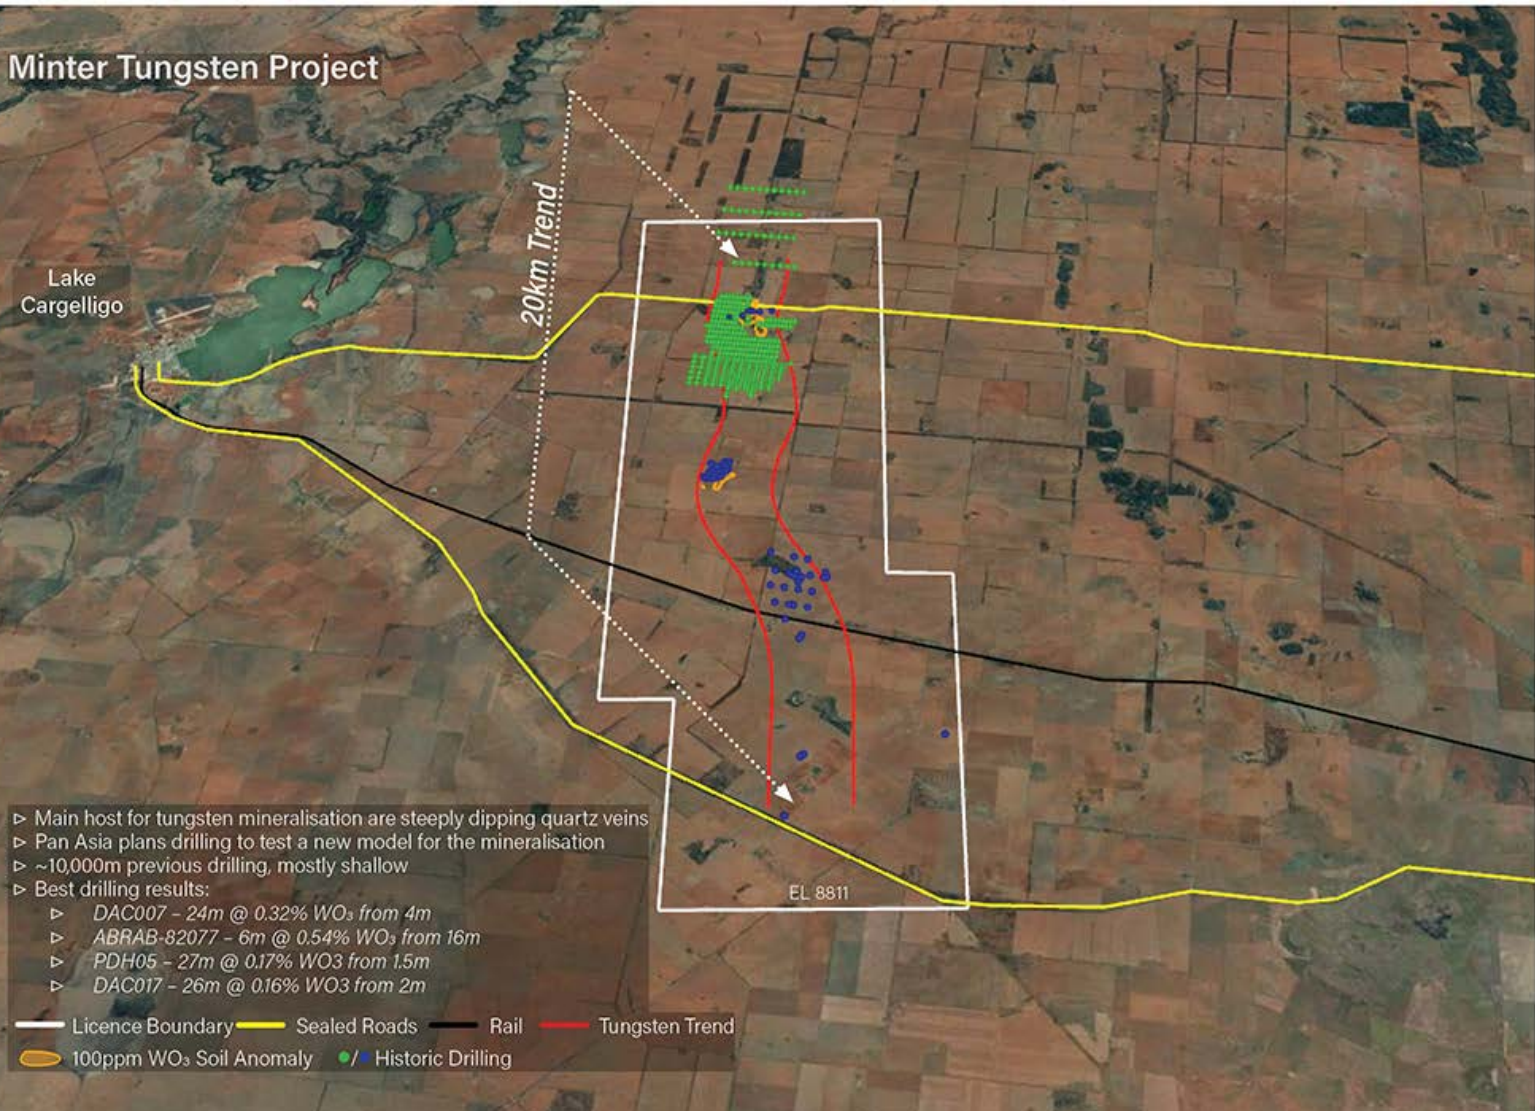 Minter Tungsten Project
20km Trend
Lake
Cargelligo
▷ Main host for tungsten mineralisation are steeply dipping quartz veins
▷ Pan Asia plans drilling to test a new model for the mineralisation
▷ ~10,000m previous drilling, mostly shallow
▷ Best drilling results:
▷ DAC007 – 24m @ 0.32% WO₃ from 4m
▷ ABRAB-82077 – 6m @ 0.54% WO₃ from 16m
▷ PDH05 – 27m @ 0.17% WO3 from 1.5m
▷ DAC017 – 26m @ 0.16% WO3 from 2m
EL 8811
Licence Boundary Sealed Roads Rail Tungsten Trend
100ppm WO₃ Soil Anomaly / Historic Drilling